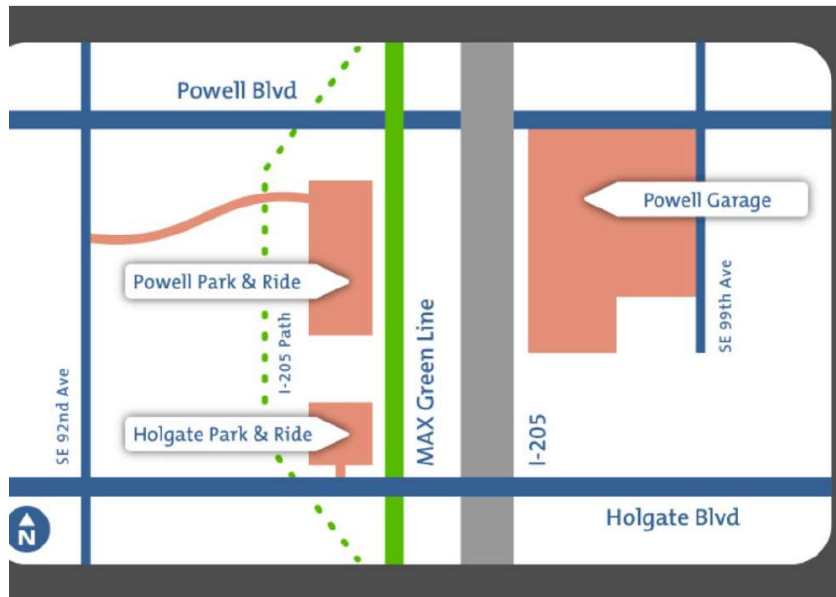 Powell Blvd
Powell Garage
Powell Park & Ride
SE 99th Ave
I-205 Path
MAX Green Line
SE 92nd Ave
Holgate Park & Ride
I-205
Holgate Blvd
N